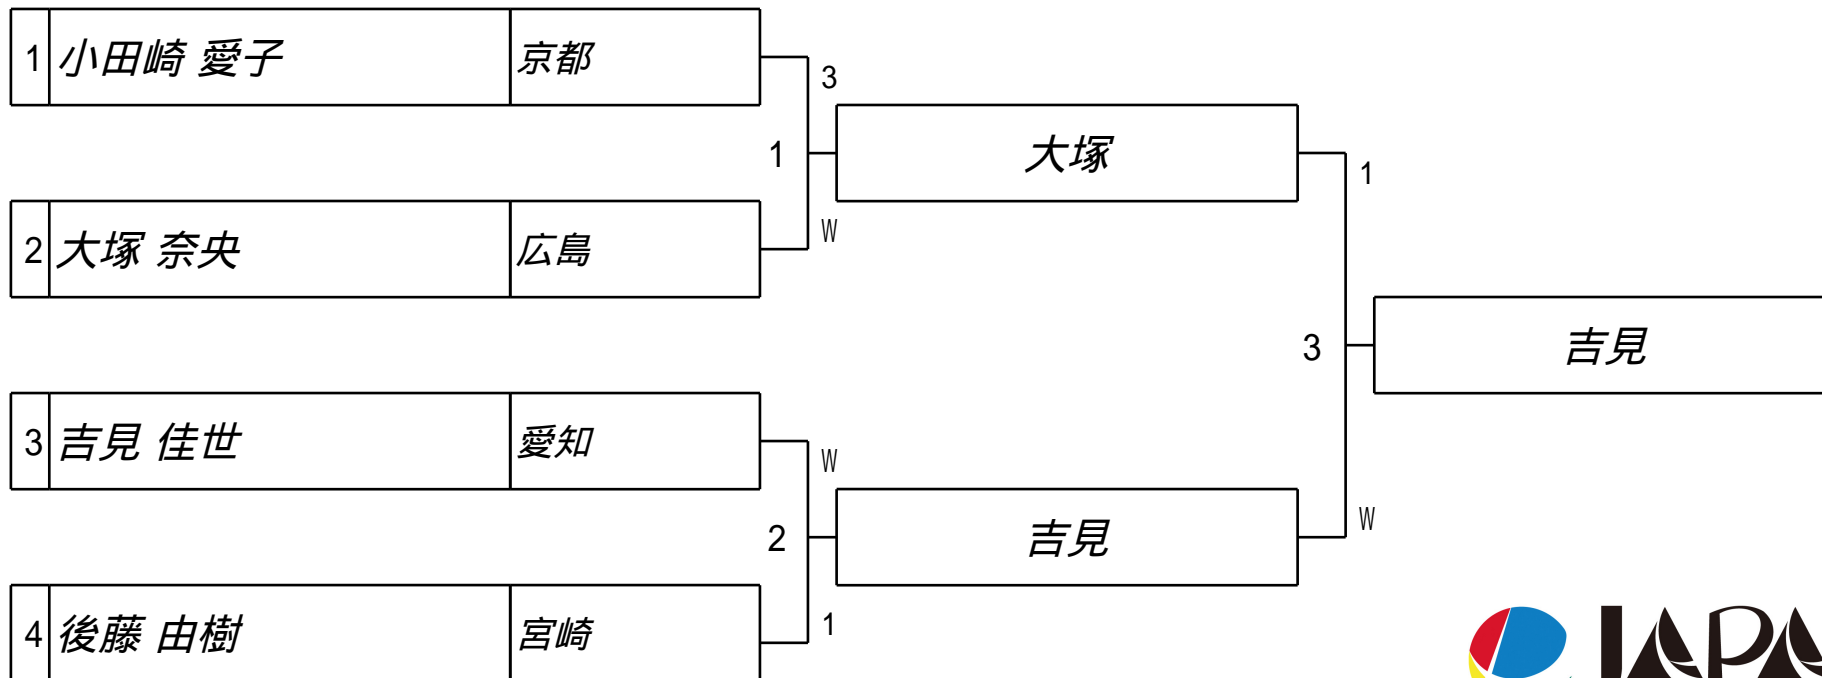 1 小田崎 愛子 京都
3
1
大塚
1
2 大塚 奈央 広島
W
3
吉見
3 吉見 佳世 愛知
W
2
吉見
W
4 後藤 由樹 宮崎
1
JAPA